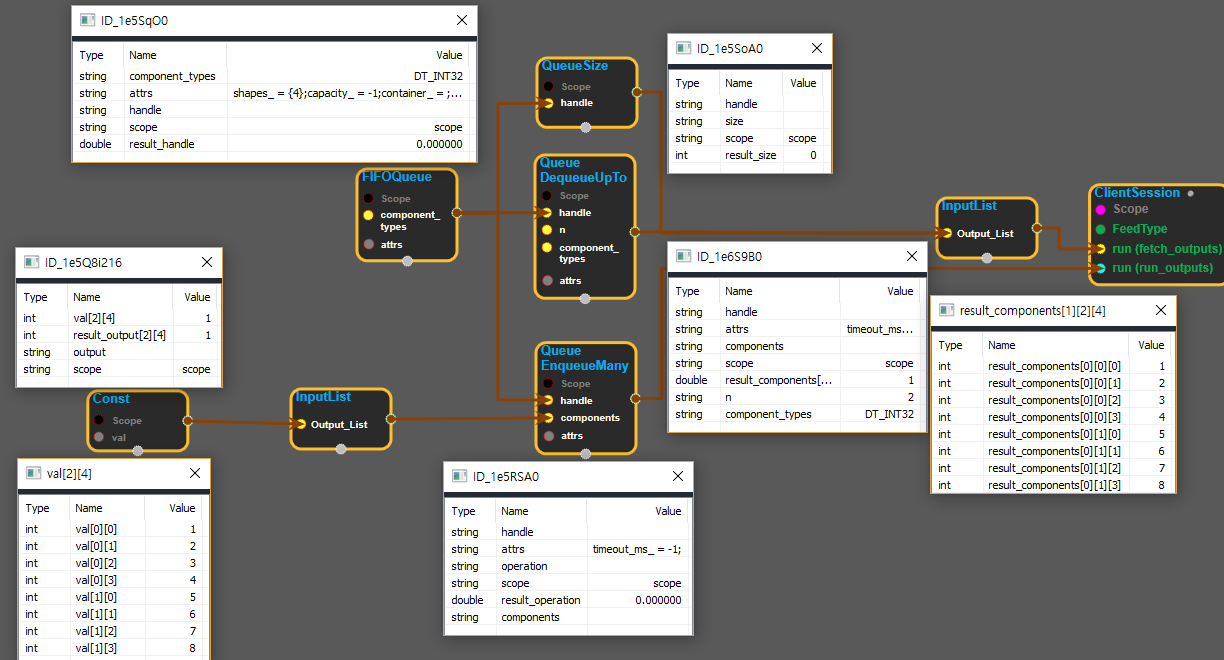 ID_1e5SqO0
Type Name Value
string component_types DT_INT32
string attrs shapes_ = {4};capacity_ = -1;container_ = ;...
string handle
string scope scope
double result_handle 0.000000
QueueSize
Scope
handle
ID_1e5SoA0
Type Name Value
string handle
string size
string scope scope
int result_size 0
FIFOQueue
Scope
component_
types
attrs
Queue
DequeueUpTo
Scope
handle
n
component_
types
attrs
InputList
Output_List
ClientSession
Scope
FeedType
run (fetch_outputs)
run (run_outputs)
ID_1e5Q8i216
Type Name Value
int val[2][4] 1
int result_output[2][4] 1
string output
string scope scope
ID_1e6S9B0
Type Name Value
string handle
string attrs timeout_ms...
string components
string scope scope
double result_components[... 1
string n 2
string component_types DT_INT32
result_components[1][2][4]
Type Name Value
int result_components[0][0][0] 1
int result_components[0][0][1] 2
int result_components[0][0][2] 3
int result_components[0][0][3] 4
int result_components[0][1][0] 5
int result_components[0][1][1] 6
int result_components[0][1][2] 7
int result_components[0][1][3] 8
Const
Scope
val
InputList
Output_List
Queue
EnqueueMany
Scope
handle
components
attrs
val[2][4]
Type Name Value
int val[0][0] 1
int val[0][1] 2
int val[0][2] 3
int val[0][3] 4
int val[1][0] 5
int val[1][1] 6
int val[1][2] 7
int val[1][3] 8
ID_1e5RSA0
Type Name Value
string handle
string attrs timeout_ms_ = -1;
string operation
string scope scope
double result_operation 0.000000
string components